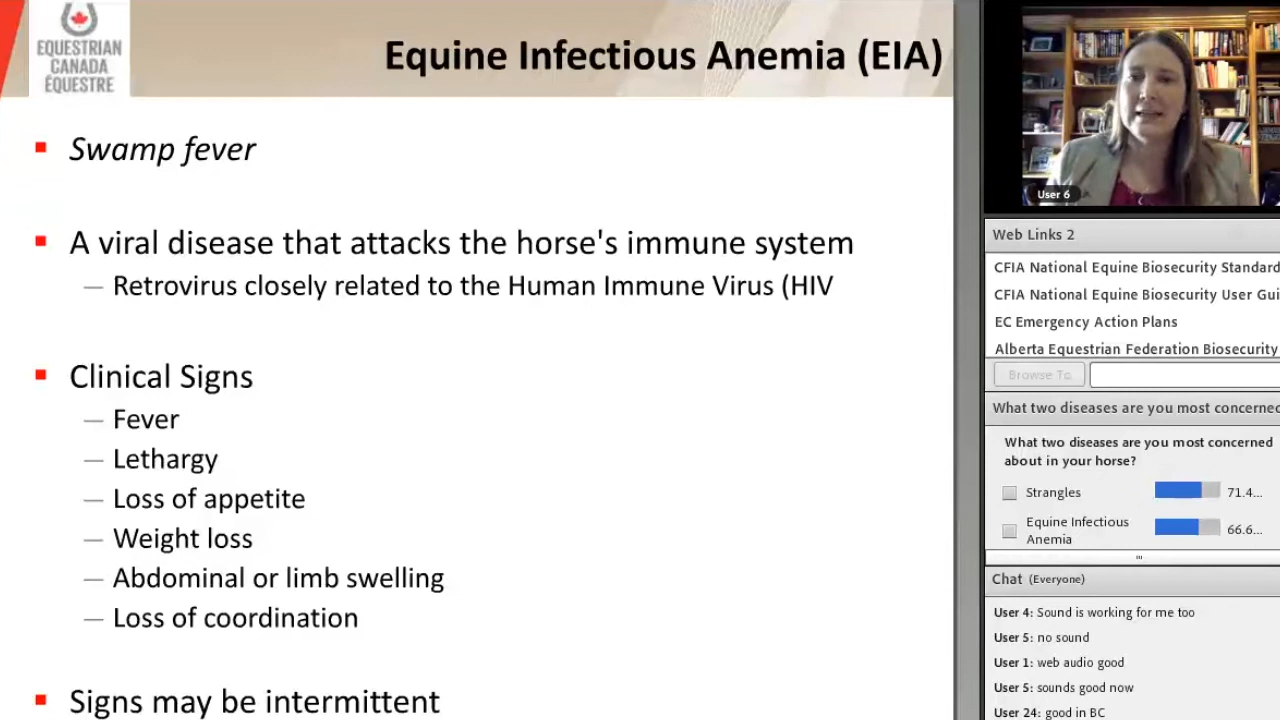 EQUESTRIAN
CANADA
ÉQUESTRE
Equine Infectious Anemia (EIA)
Swamp fever
A viral disease that attacks the horse's immune system
— Retrovirus closely related to the Human Immune Virus (HIV
Clinical Signs
— Fever
— Lethargy
— Loss of appetite
— Weight loss
— Abdominal or limb swelling
— Loss of coordination
Signs may be intermittent
User 6
Web Links 2
CFIA National Equine Biosecurity Standard
CFIA National Equine Biosecurity User Gui
EC Emergency Action Plans
Alberta Equestrian Federation Biosecurity
Browse To
What two diseases are you most concerned
What two diseases are you most concerned
about in your horse?
Strangles 71.4...
Equine Infectious
Anemia 66.6...
Chat (Everyone)
User 4: Sound is working for me too
User 5: no sound
User 1: web audio good
User 5: sounds good now
User 24: good in BC